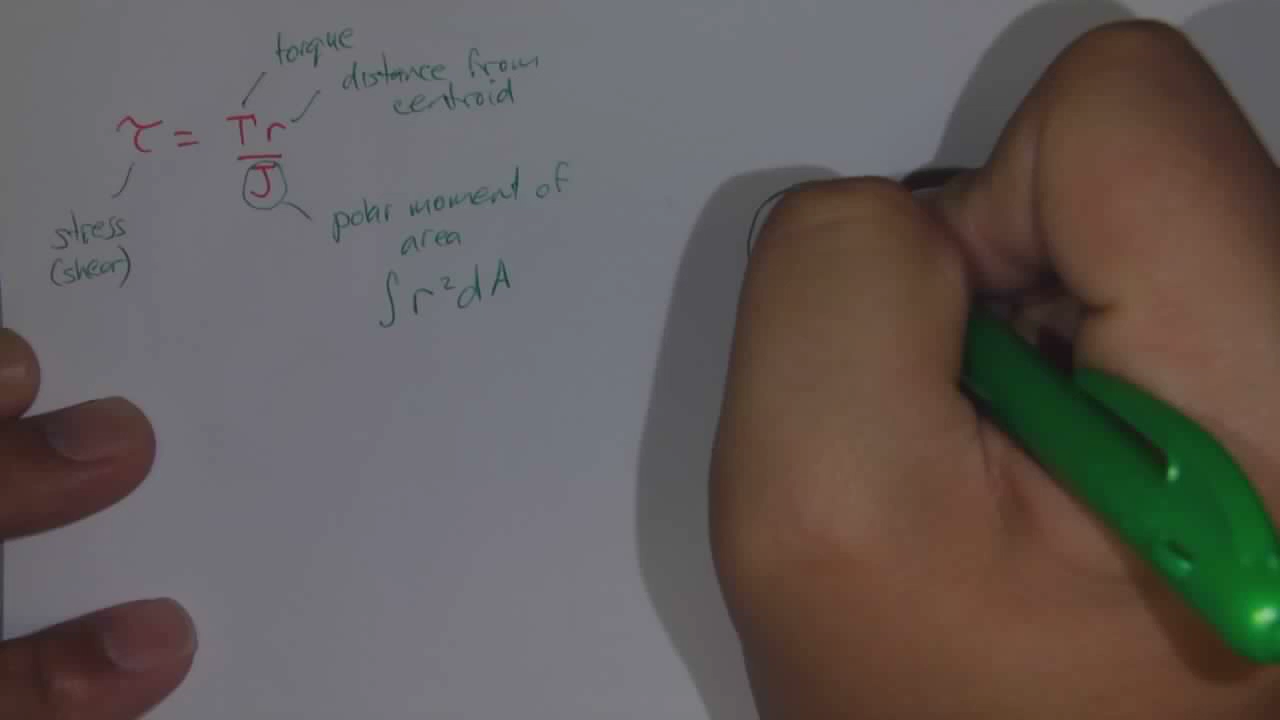 torque
distance from
centroid
τ = Tr
J
stress
(shear)
polar moment of
area
∫r²dA